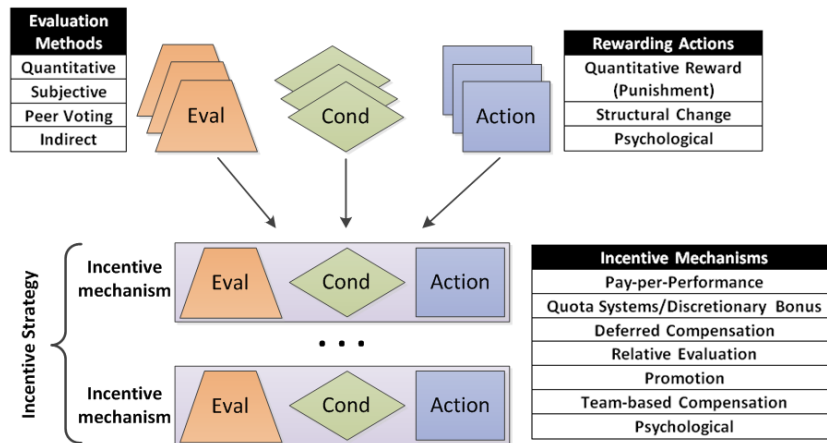 Evaluation
Methods
Quantitative
Subjective
Peer Voting
Indirect
Eval
Cond
Action
Rewarding Actions
Quantitative Reward
(Punishment)
Structural Change
Psychological
Incentive Strategy
Incentive
mechanism
Eval
Cond
Action
...
Incentive
mechanism
Eval
Cond
Action
Incentive Mechanisms
Pay-per-Performance
Quota Systems/Discretionary Bonus
Deferred Compensation
Relative Evaluation
Promotion
Team-based Compensation
Psychological